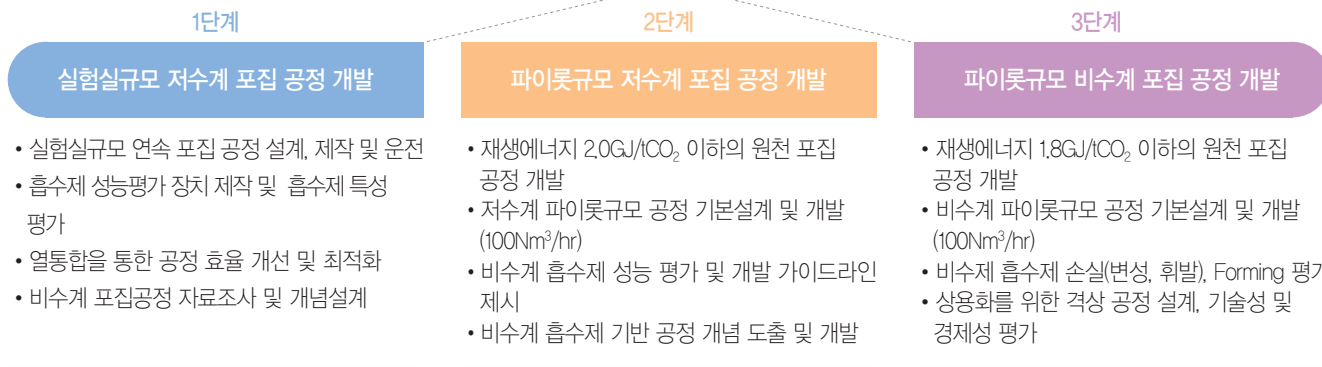 1단계
실험실규모 저수계 포집 공정 개발
• 실험실규모 연속 포집 공정 설계, 제작 및 운전
• 흡수제 성능평가 장치 제작 및 흡수제 특성
평가
• 열통합을 통한 공정 효율 개선 및 최적화
• 비수계 포집공정 자료조사 및 개념설계
2단계
파이롯규모 저수계 포집 공정 개발
• 재생에너지 2.0GJ/tCO₂ 이하의 원천 포집
공정 개발
• 저수계 파이롯규모 공정 기본설계 및 개발
(100Nm³/hr)
• 비수계 흡수제 성능 평가 및 개발 가이드라인
제시
• 비수계 흡수제 기반 공정 개념 도출 및 개발
3단계
파이롯규모 비수계 포집 공정 개발
• 재생에너지 1.8GJ/tCO₂ 이하의 원천 포집
공정 개발
• 비수계 파이롯규모 공정 기본설계 및 개발
(100Nm³/hr)
• 비수제 흡수제 손실(변성, 휘발), Forming 평가
• 상용화를 위한 격상 공정 설계, 기술성 및
경제성 평가